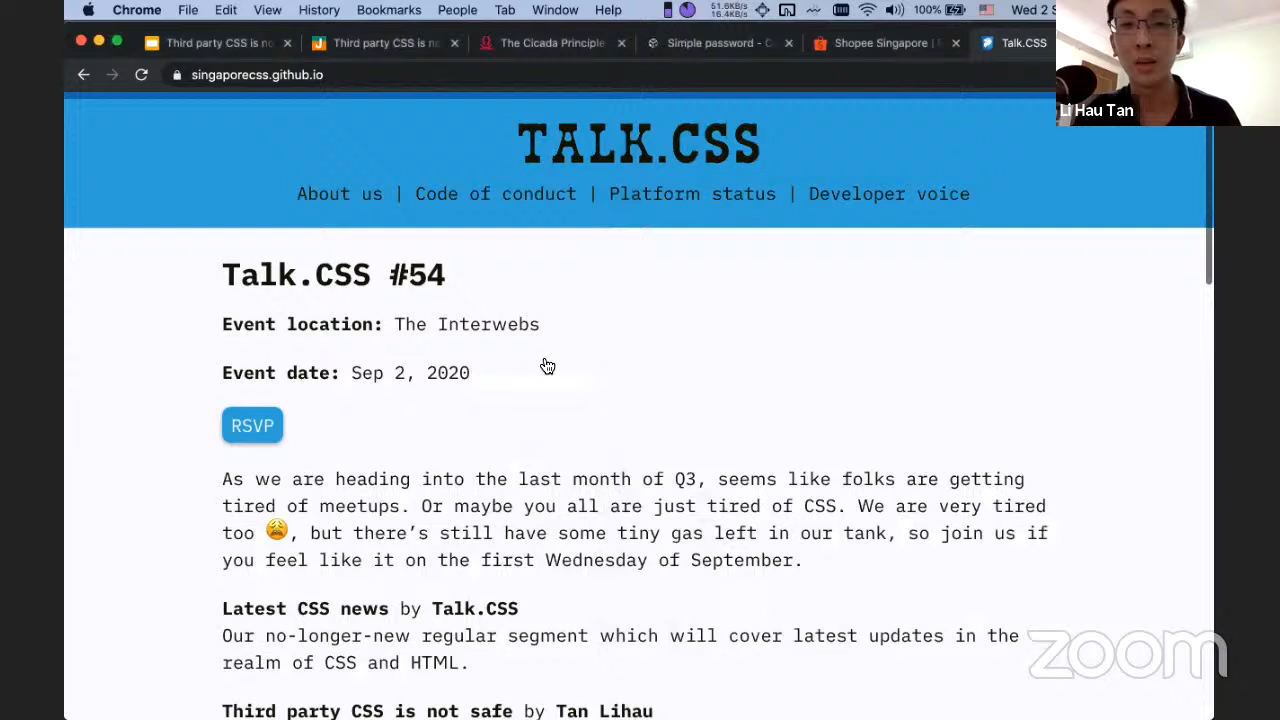 Chrome File Edit View History Bookmarks People Tab Window Help 51.6KB/s 16.4KB/s 100% Wed 2 S
Third party CSS is no Third party CSS is no The Cicada Principle Simple password - C Shopee Singapore | Talk.CSS
singaporecss.github.io
Li Hau Tan
TALK.CSS
About us | Code of conduct | Platform status | Developer voice
Talk.CSS #54
Event location: The Interwebs
Event date: Sep 2, 2020
RSVP
As we are heading into the last month of Q3, seems like folks are getting
tired of meetups. Or maybe you all are just tired of CSS. We are very tired
too 😩, but there’s still have some tiny gas left in our tank, so join us if
you feel like it on the first Wednesday of September.
Latest CSS news by Talk.CSS
Our no-longer-new regular segment which will cover latest updates in the
realm of CSS and HTML.
zoom
Third party CSS is not safe by Tan Lihau